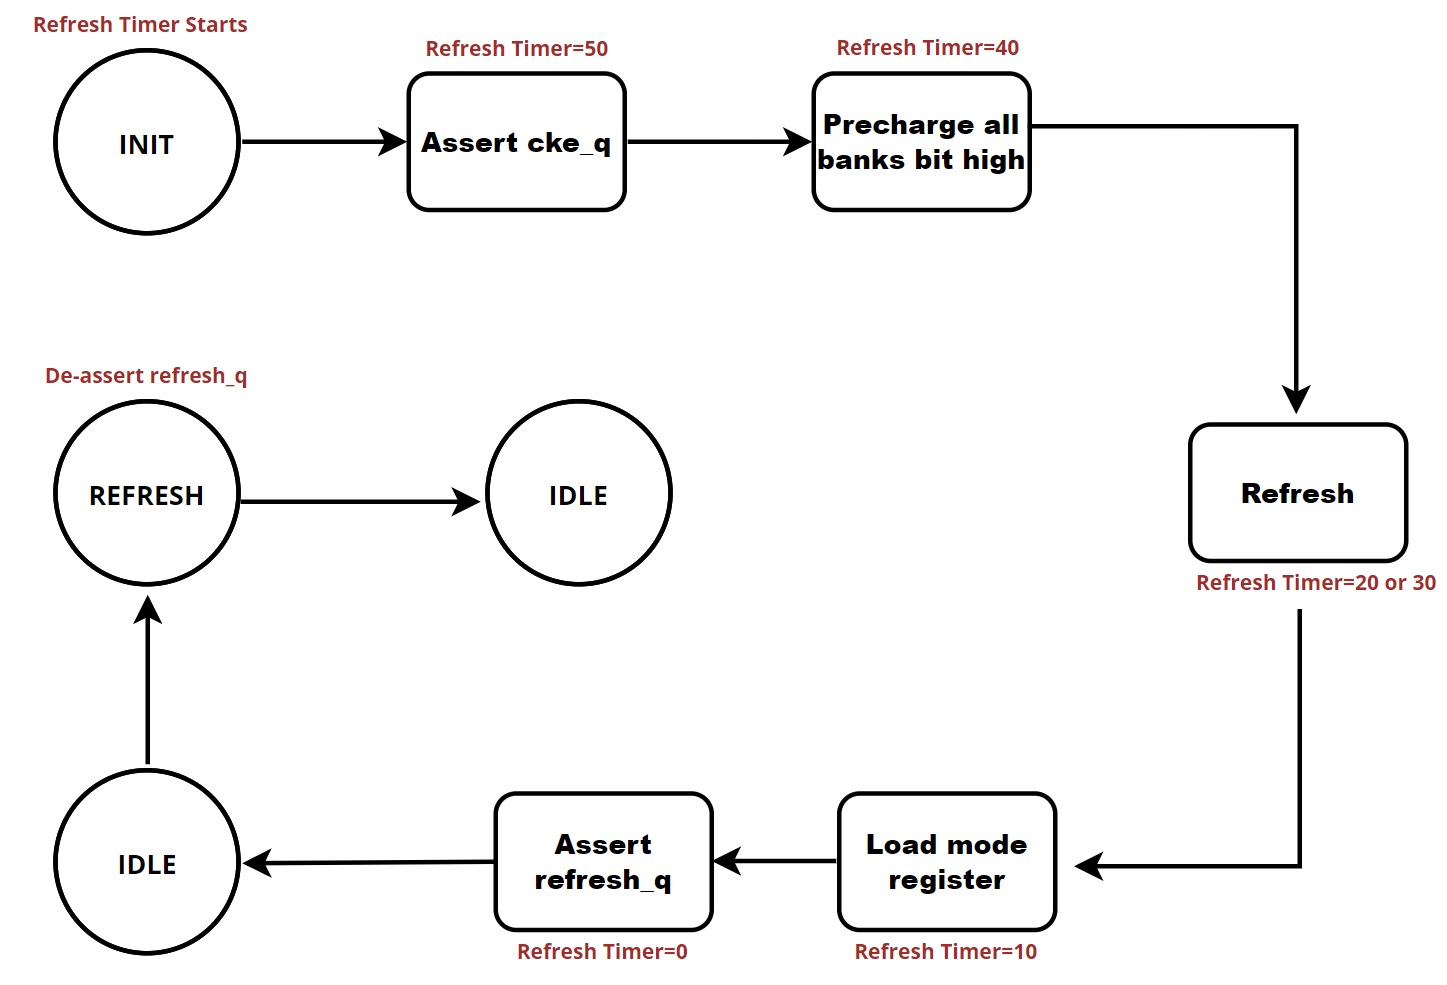 Refresh Timer Starts
INIT
Refresh Timer=50
Assert cke_q
Refresh Timer=40
Precharge all
banks bit high
Refresh
Refresh Timer=20 or 30
Load mode
register
Refresh Timer=10
Assert
refresh_q
Refresh Timer=0
IDLE
De-assert refresh_q
REFRESH
IDLE